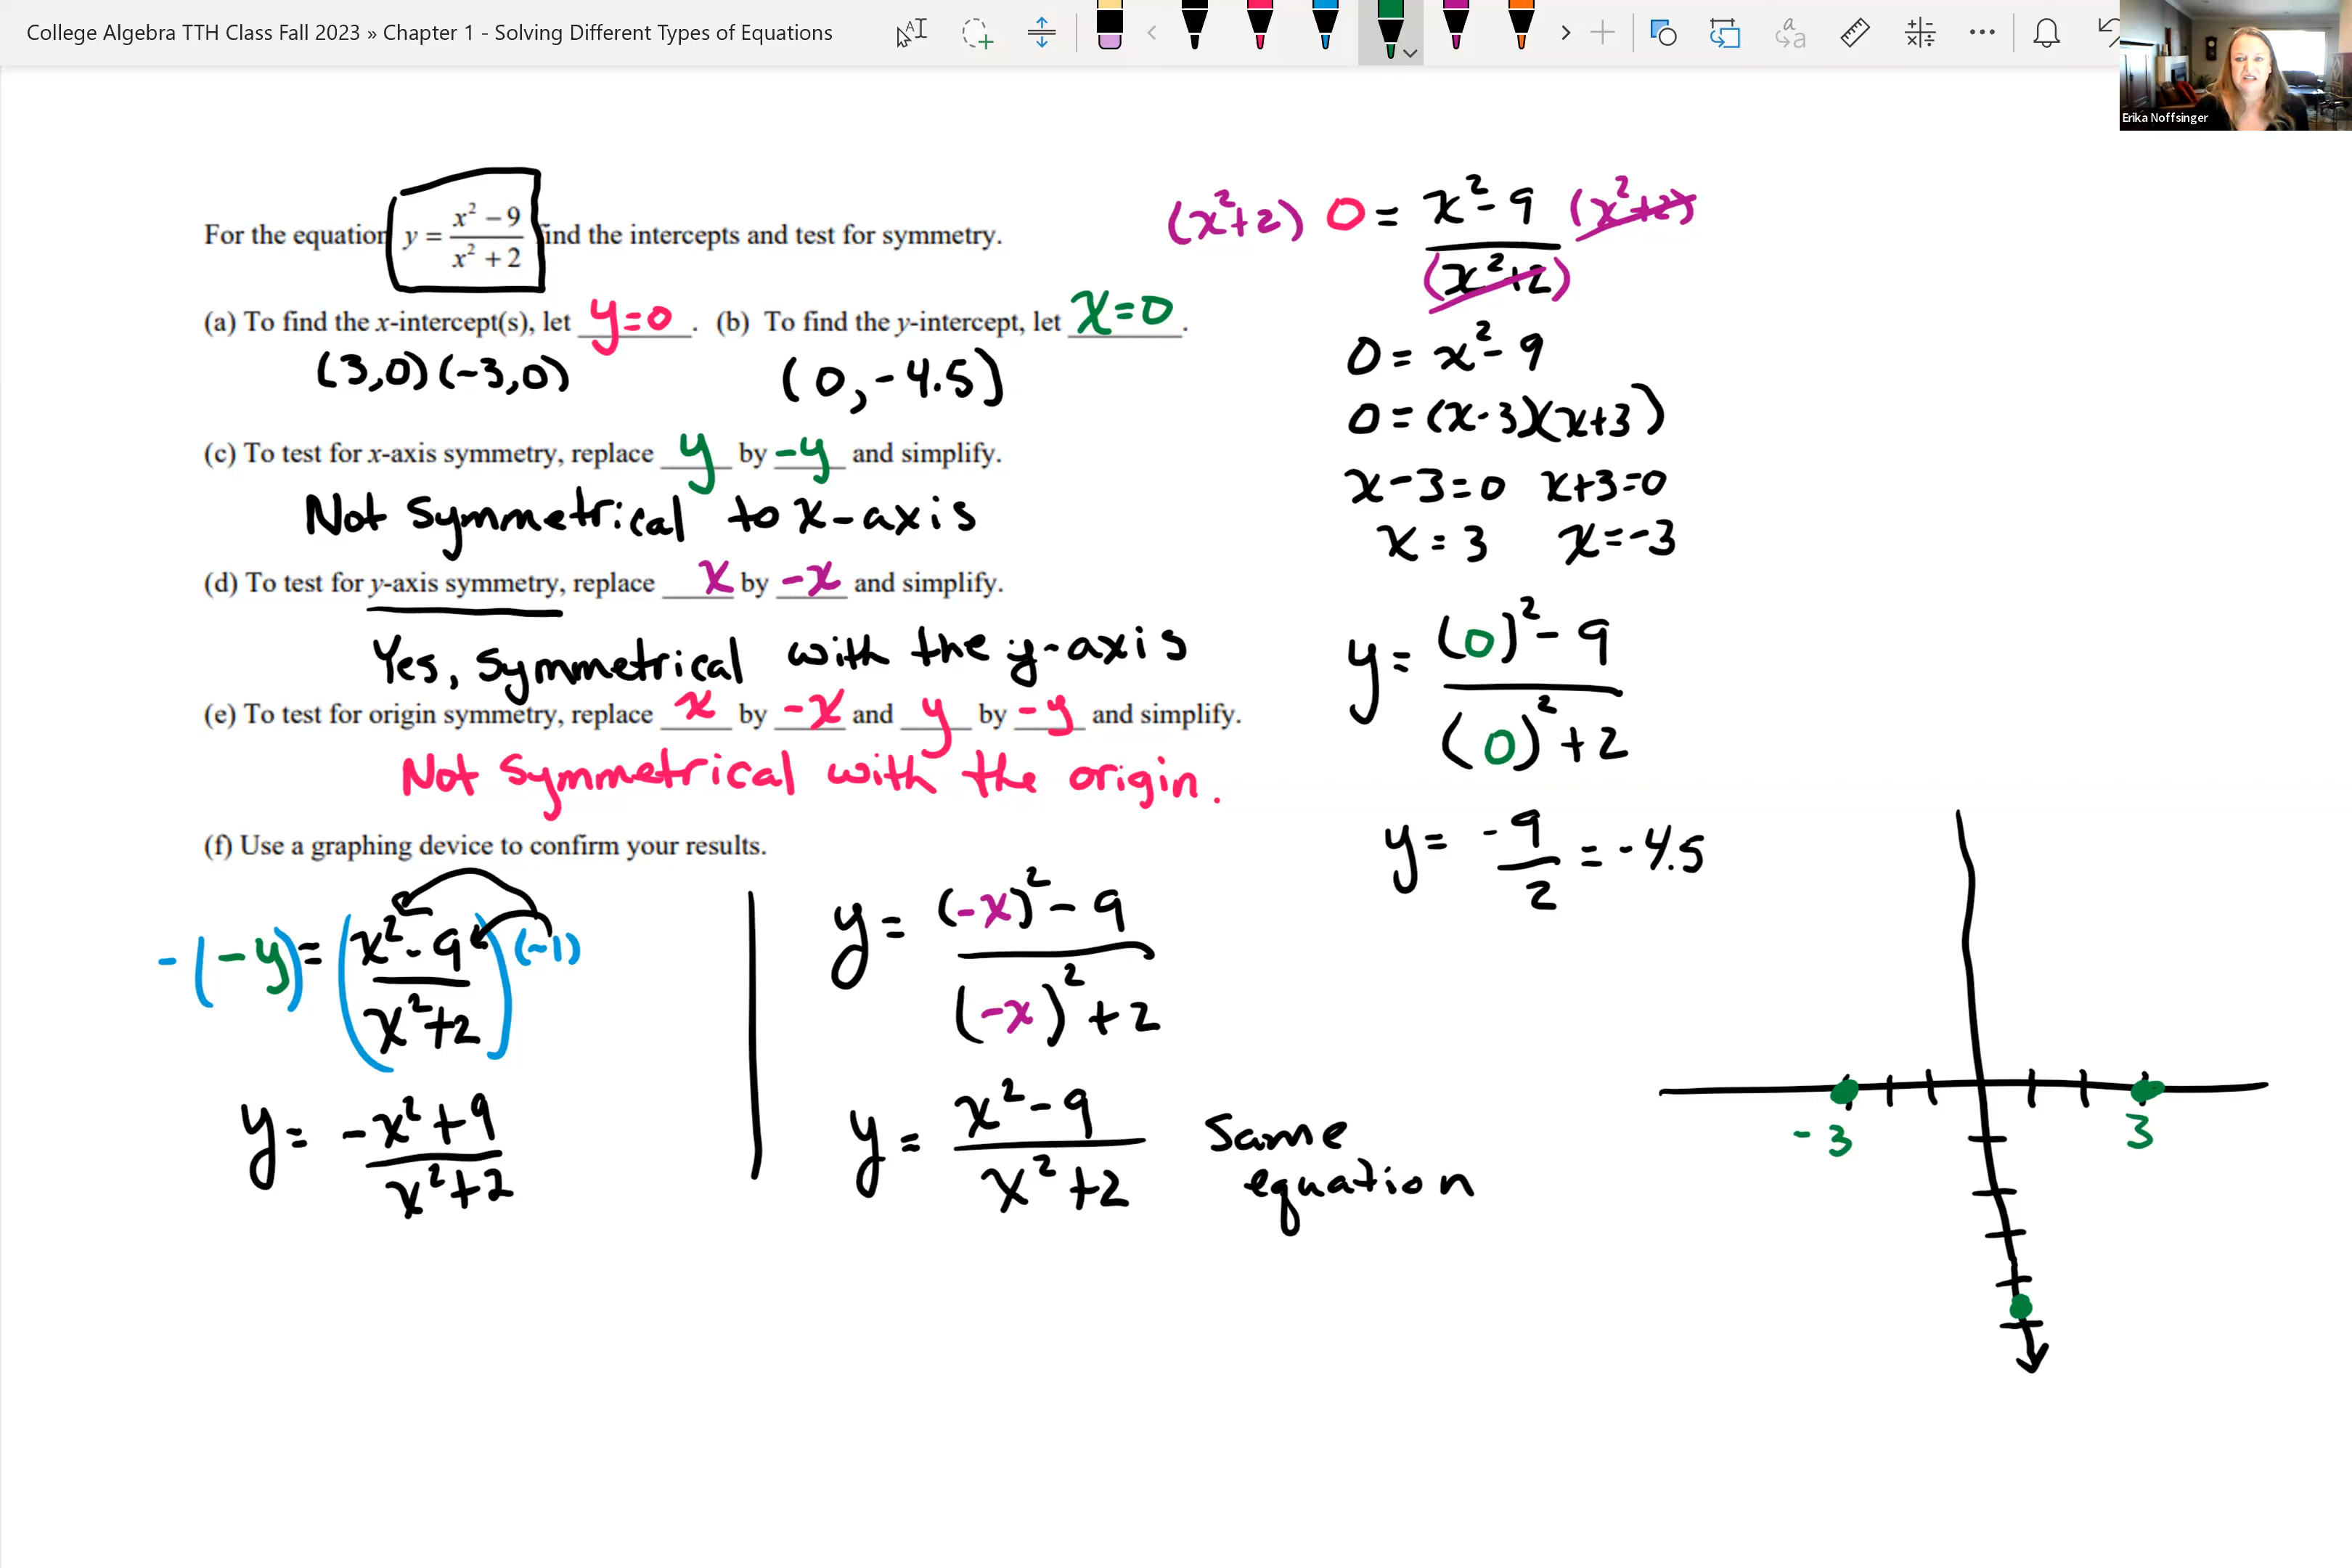 College Algebra TTH Class Fall 2023 » Chapter 1 - Solving Different Types of Equations
Erika Noffsinger
For the equation y = (x² − 9)/(x² + 2) find the intercepts and test for symmetry.
(a) To find the x-intercept(s), let y=0. (b) To find the y-intercept, let x=0.
(3,0)(-3,0) (0,-4.5)
(c) To test for x-axis symmetry, replace y by -y and simplify.
Not Symmetrical to x-axis
(d) To test for y-axis symmetry, replace x by -x and simplify.
Yes, Symmetrical with the y-axis
(e) To test for origin symmetry, replace x by -x and y by -y and simplify.
Not Symmetrical with the origin.
(f) Use a graphing device to confirm your results.
-(-y) = ((x²-9)/(x²+2))(-1)
y = (-x²+9)/(x²+2)
y = ((-x)²-9)/((-x)²+2)
y = (x²-9)/(x²+2) Same
equation
(x²+2) 0 = (x²-9)/(x²+2) (x²+2)
0 = x²-9
0 = (x-3)(x+3)
x-3=0 x+3=0
x=3 x=-3
y = ((0)²-9)/((0)²+2)
y = -9/2 = -4.5
-3 3